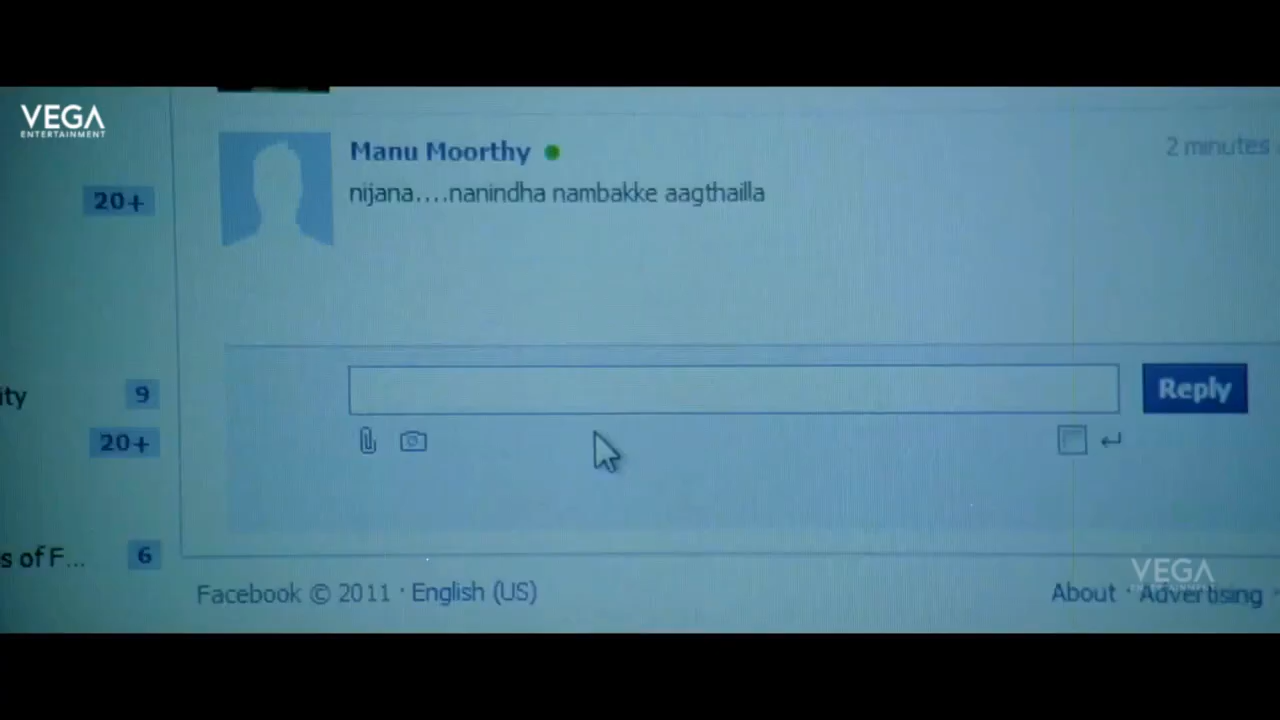 VEGA
ENTERTAINMENT
Manu Moorthy
2 minutes
20+
nijana....nanindha nambakke aagthailla
ity 9
Reply
20+
s of F... 6
VEGA
ENTERTAINMENT
Facebook © 2011 · English (US)
About · Advertising ·